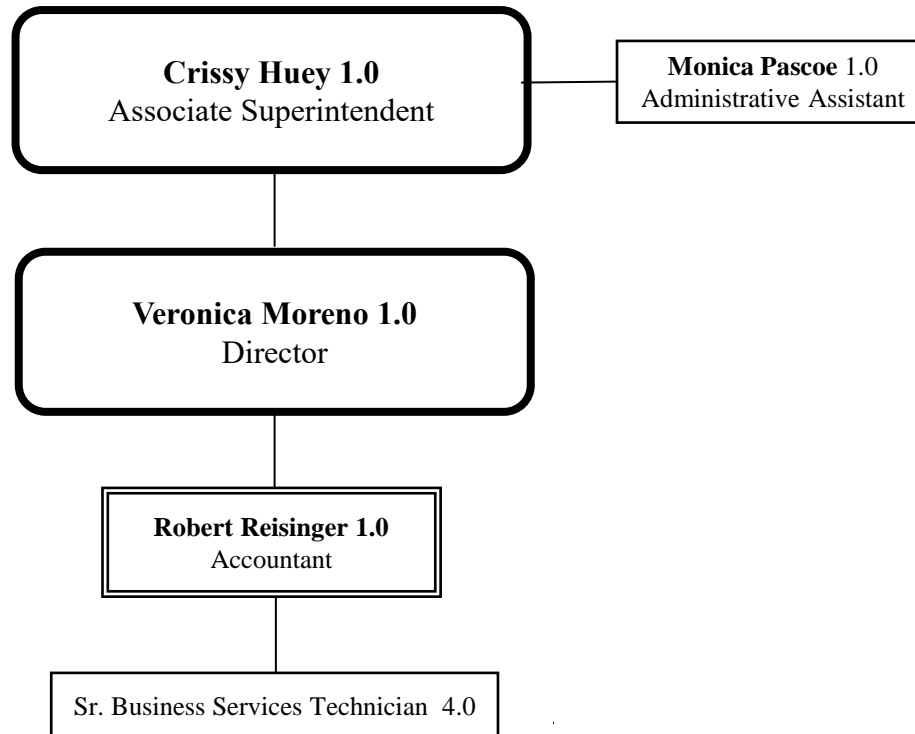 Crissy Huey 1.0
Associate Superintendent
Monica Pascoe 1.0
Administrative Assistant
Veronica Moreno 1.0
Director
Robert Reisinger 1.0
Accountant
Sr. Business Services Technician  4.0